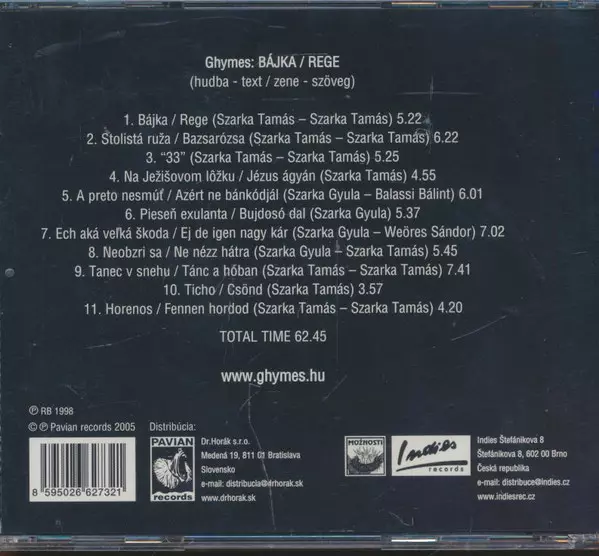 Ghymes: BÁJKA / REGE
(hudba - text / zene - szöveg)
1. Bájka / Rege (Szarka Tamás – Szarka Tamás) 5.22
2. Stolistá ruža / Bazsarózsa (Szarka Tamás – Szarka Tamás) 6.22
3. “33” (Szarka Tamás – Szarka Tamás) 5.25
4. Na Ježišovom lôžku / Jézus ágyán (Szarka Tamás – Szarka Tamás) 4.55
5. A preto nesmúť / Azért ne bánkódjál (Szarka Gyula – Balassi Bálint) 6.01
6. Pieseň exulanta / Bujdosó dal (Szarka Gyula) 5.37
7. Ech aká veľká škoda / Ej de igen nagy kár (Szarka Gyula – Weöres Sándor) 7.02
8. Neobzri sa / Ne nézz hátra (Szarka Gyula – Szarka Tamás) 5.45
9. Tanec v snehu / Tánc a hóban (Szarka Tamás – Szarka Tamás) 7.41
10. Ticho / Csönd (Szarka Tamás) 3.57
11. Horenos / Fennen hordod (Szarka Tamás – Szarka Tamás) 4.20
TOTAL TIME 62.45
www.ghymes.hu
℗ RB 1998
© ℗ Pavian records 2005
8 595026 627321
Distribúcia:
PAVIAN
records
Dr.Horák s.r.o.
Medená 19, 811 01 Bratislava
Slovensko
e-mail: distribucia@drhorak.sk
www.drhorak.sk
MOŽNOSTI
Indies
records
Indies Štefánikova 8
Štefánikova 8, 602 00 Brno
Česká republika
e-mail: distribuce@indies.cz
www.indiesrec.cz